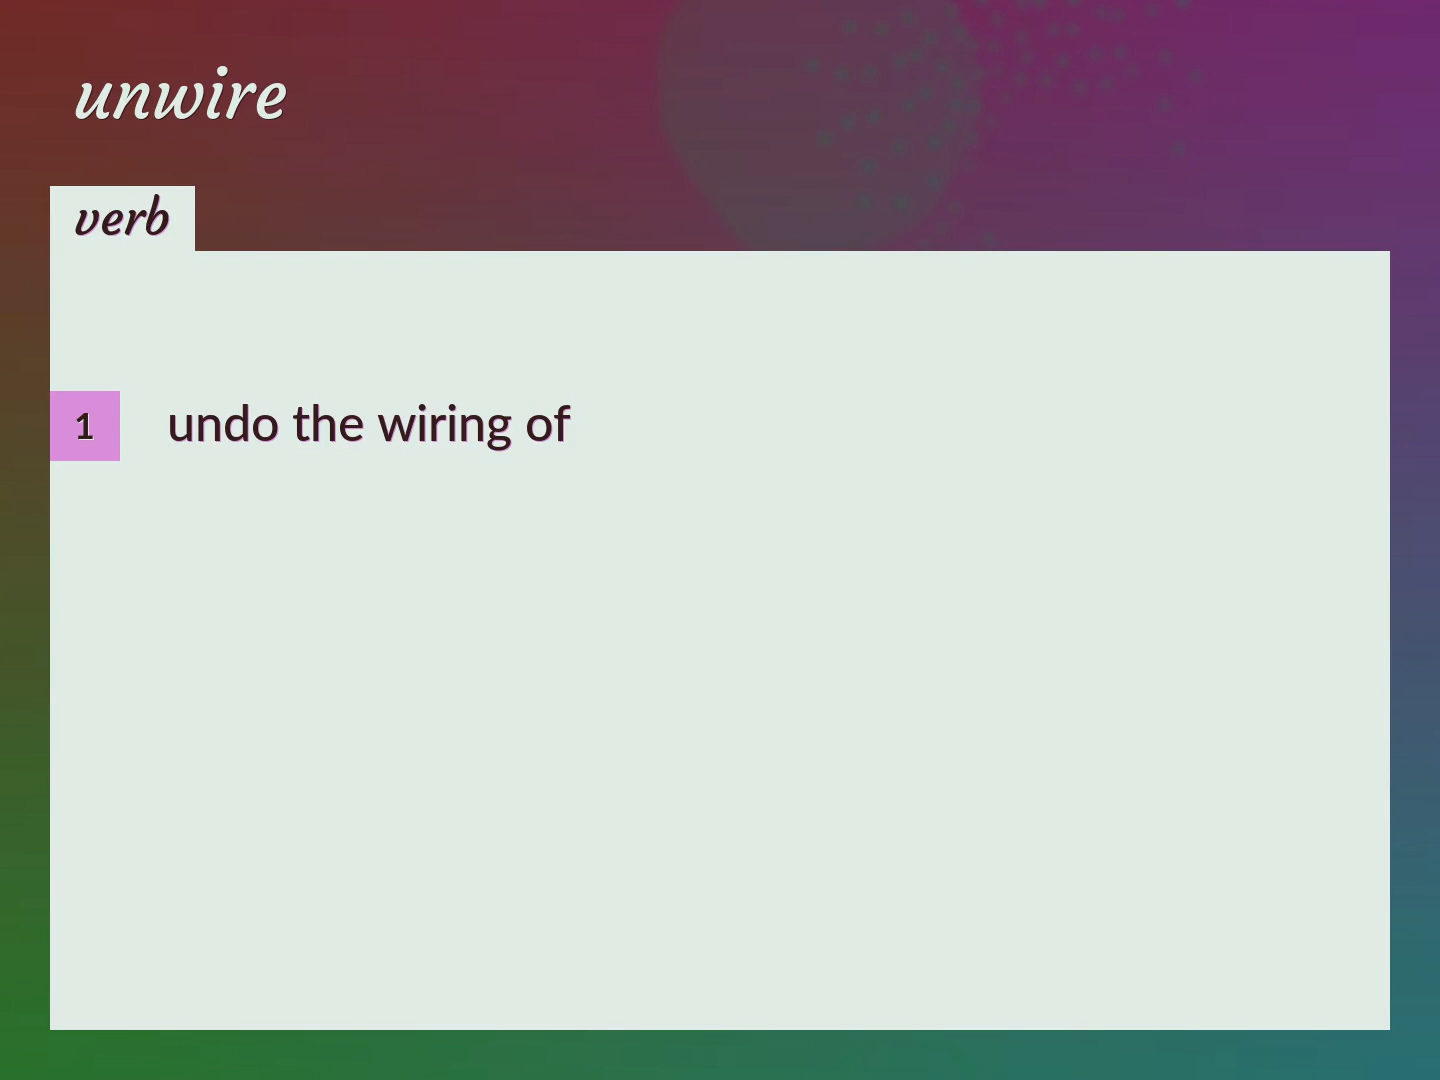 unwire
verb
1 undo the wiring of